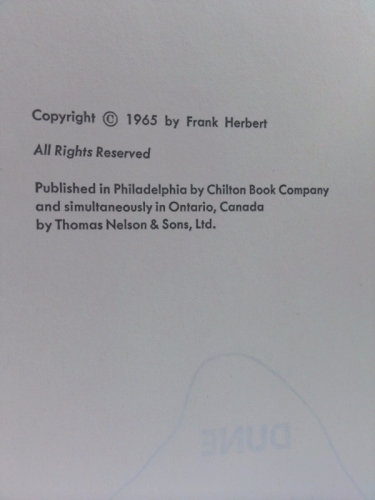 Copyright © 1965 by Frank Herbert
All Rights Reserved
Published in Philadelphia by Chilton Book Company
and simultaneously in Ontario, Canada
by Thomas Nelson & Sons, Ltd.
DUNE